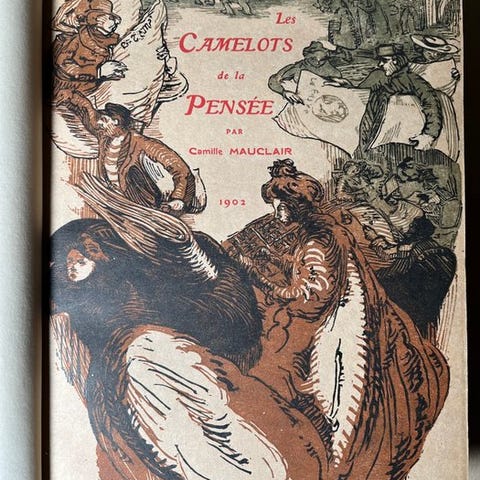 Les
CAMELOTS
de la
PENSÉE
PAR
Camille MAUCLAIR
1902